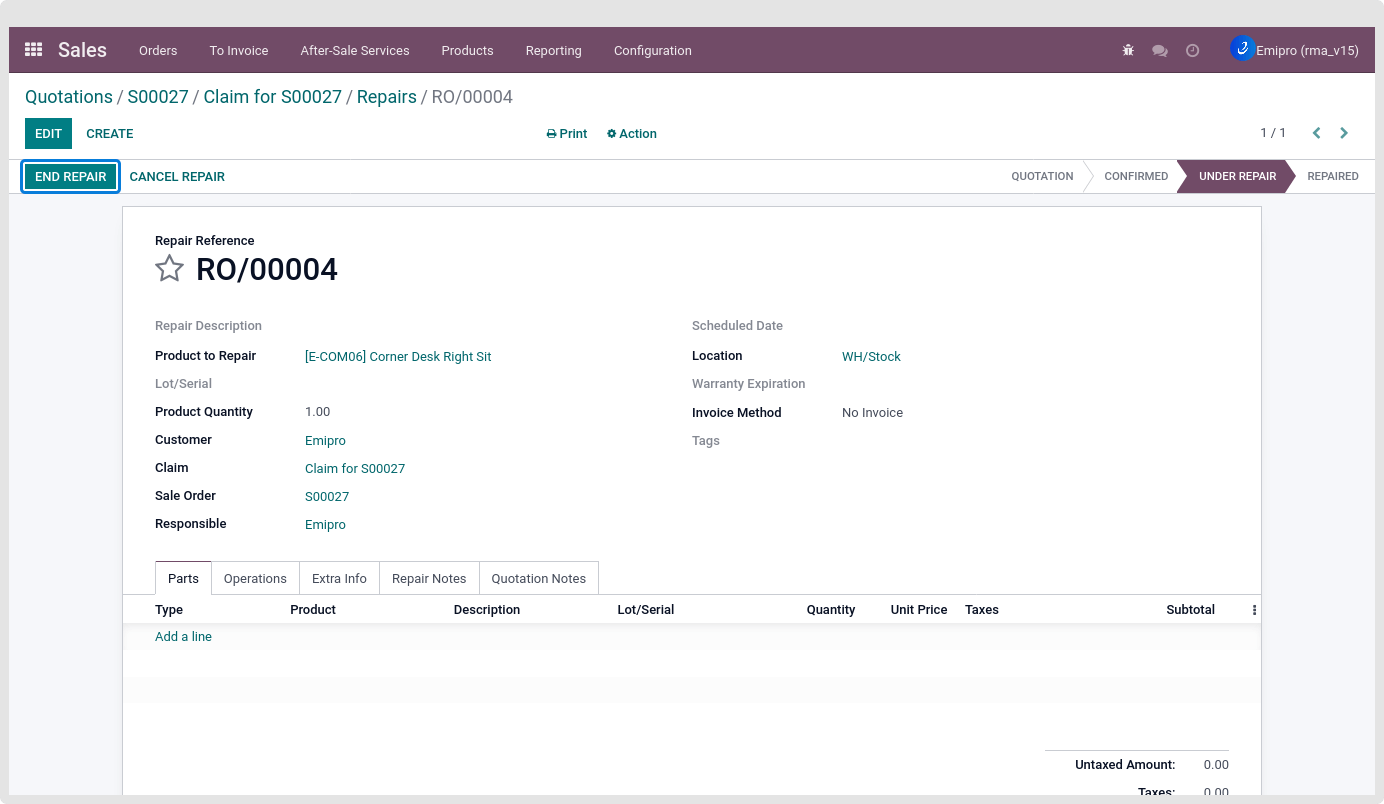 Sales Orders To Invoice After-Sale Services Products Reporting Configuration Emipro (rma_v15)
Quotations / S00027 / Claim for S00027 / Repairs / RO/00004
EDIT CREATE Print Action 1 / 1
END REPAIR CANCEL REPAIR QUOTATION CONFIRMED UNDER REPAIR REPAIRED
Repair Reference
RO/00004
Repair Description Scheduled Date
Product to Repair [E-COM06] Corner Desk Right Sit Location WH/Stock
Lot/Serial Warranty Expiration
Product Quantity 1.00 Invoice Method No Invoice
Customer Emipro Tags
Claim Claim for S00027
Sale Order S00027
Responsible Emipro
Parts Operations Extra Info Repair Notes Quotation Notes
Type Product Description Lot/Serial Quantity Unit Price Taxes Subtotal
Add a line
Untaxed Amount: 0.00
Taxes: 0.00